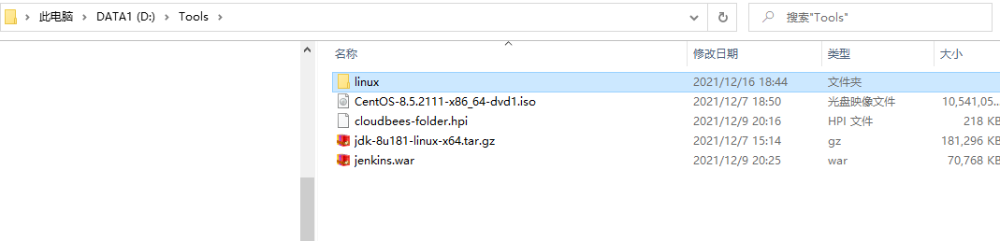 此电脑 > DATA1 (D:) > Tools > 搜索"Tools"
名称 修改日期 类型 大小
linux 2021/12/16 18:44 文件夹
CentOS-8.5.2111-x86_64-dvd1.iso 2021/12/7 18:50 光盘映像文件 10,541,05...
cloudbees-folder.hpi 2021/12/9 20:16 HPI 文件 218 KB
jdk-8u181-linux-x64.tar.gz 2021/12/7 15:14 gz 181,296 KB
jenkins.war 2021/12/9 20:25 war 70,768 KB